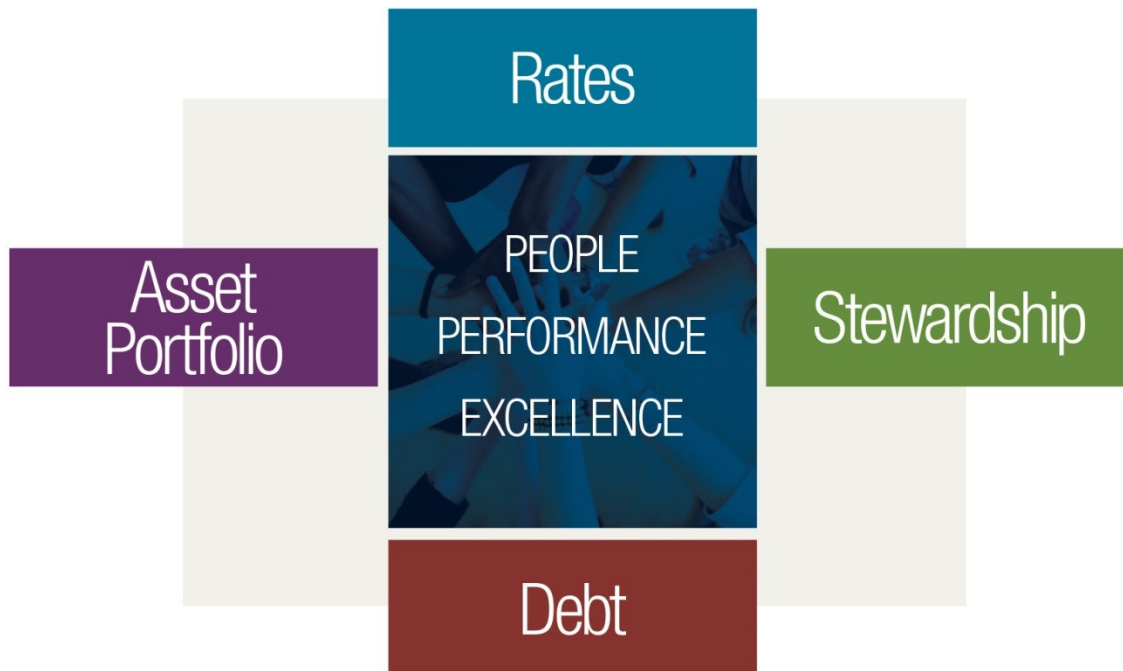 Rates
Asset
Portfolio
PEOPLE
PERFORMANCE
EXCELLENCE
Stewardship
Debt